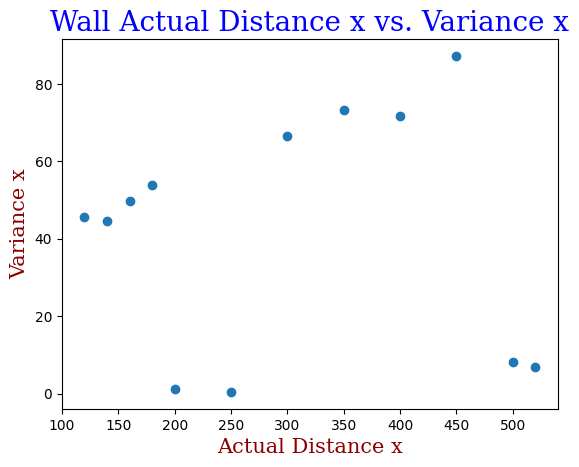 Wall Actual Distance x vs. Variance x
Variance x
80
60
40
20
0
100 150 200 250 300 350 400 450 500
Actual Distance x